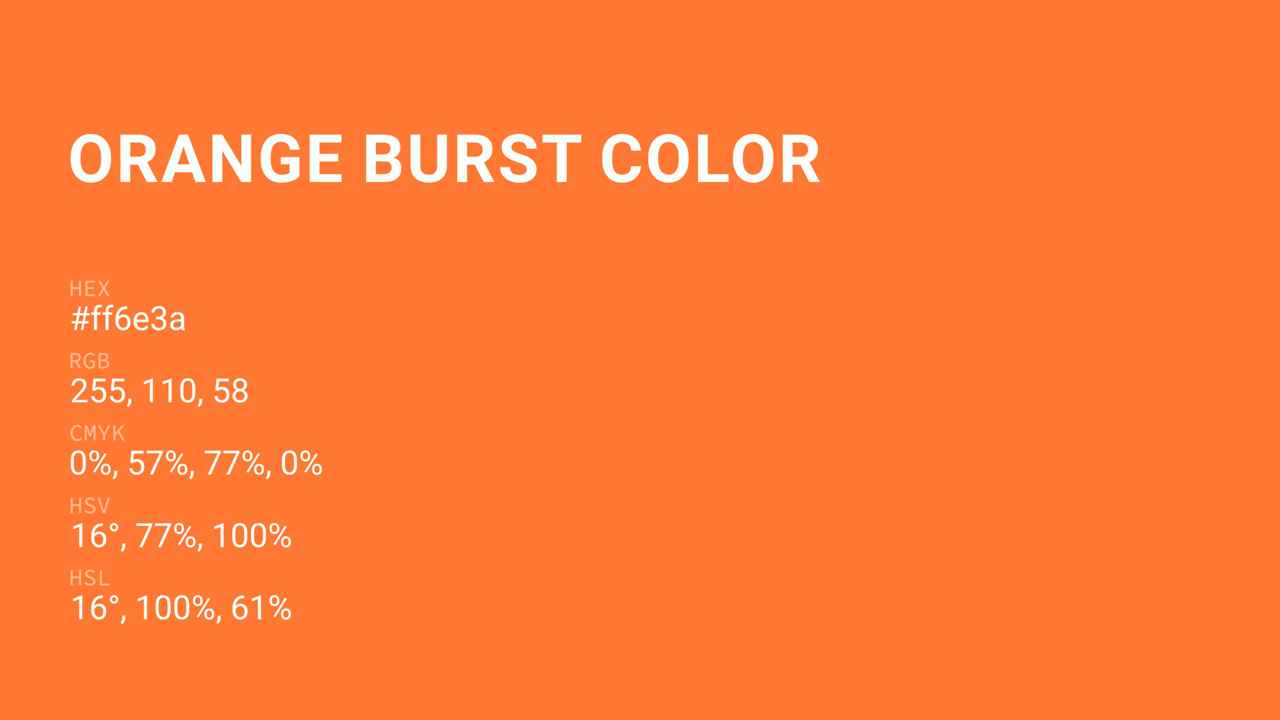 ORANGE BURST COLOR
HEX
#ff6e3a
RGB
255, 110, 58
CMYK
0%, 57%, 77%, 0%
HSV
16°, 77%, 100%
HSL
16°, 100%, 61%